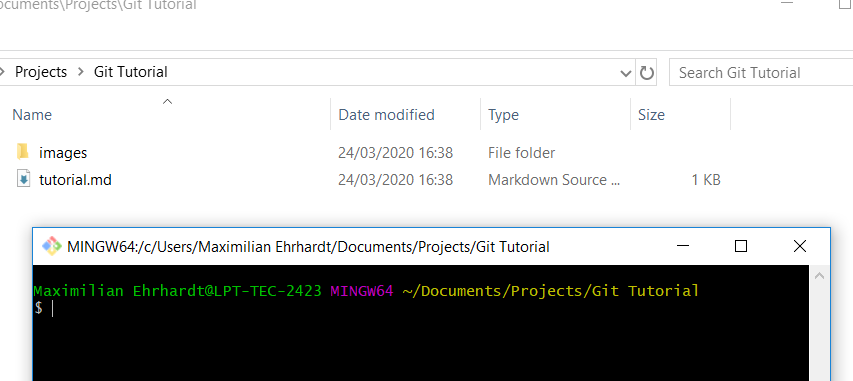 ocuments\Projects\Git Tutorial
Projects > Git Tutorial
Search Git Tutorial
Name Date modified Type Size
images 24/03/2020 16:38 File folder
tutorial.md 24/03/2020 16:38 Markdown Source ... 1 KB
MINGW64:/c/Users/Maximilian Ehrhardt/Documents/Projects/Git Tutorial
Maximilian Ehrhardt@LPT-TEC-2423 MINGW64 ~/Documents/Projects/Git Tutorial
$